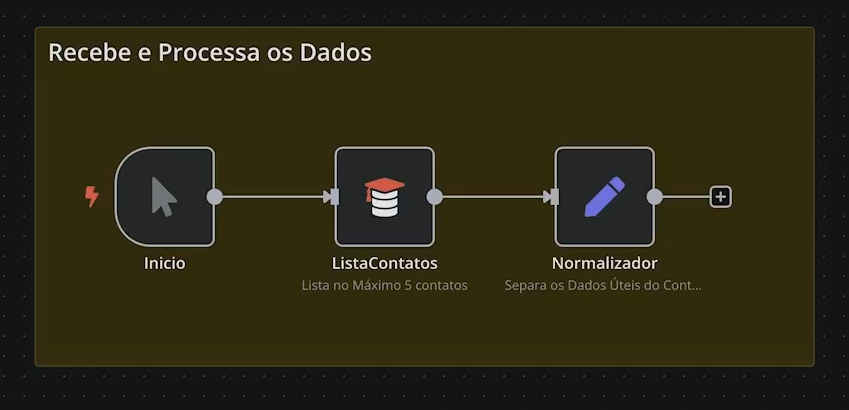 Recebe e Processa os Dados
Inicio
ListaContatos
Normalizador
Lista no Máximo 5 contatos
Separa os Dados Úteis do Cont...